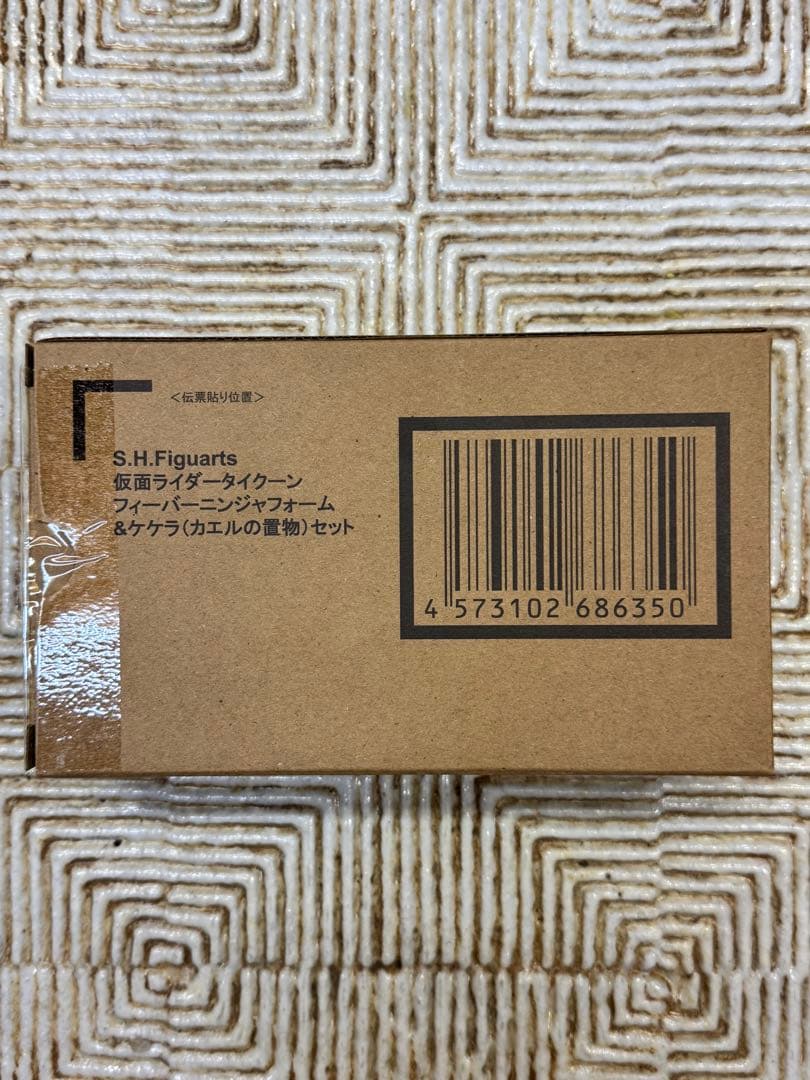 <伝票貼り位置>
S.H.Figuarts
仮面ライダータイクーン
フィーバーニンジャフォーム
&ケケラ(カエルの置物)セット
4 573102 686350